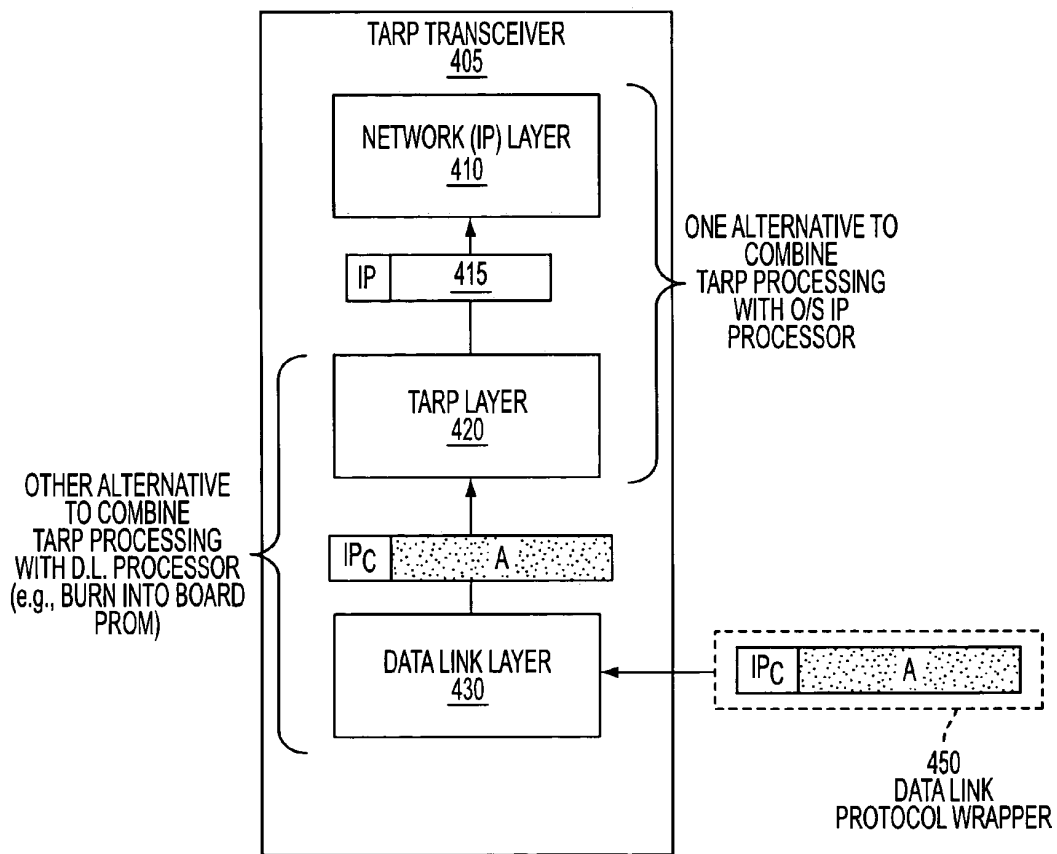 TARP TRANSCEIVER
405
NETWORK (IP) LAYER
410
IP
415
ONE ALTERNATIVE TO
COMBINE
TARP PROCESSING
WITH O/S IP
PROCESSOR
TARP LAYER
420
OTHER ALTERNATIVE
TO COMBINE
TARP PROCESSING
WITH D.L. PROCESSOR
(e.g., BURN INTO BOARD
PROM)
IPC
A
DATA LINK LAYER
430
IPC
A
450
DATA LINK
PROTOCOL WRAPPER